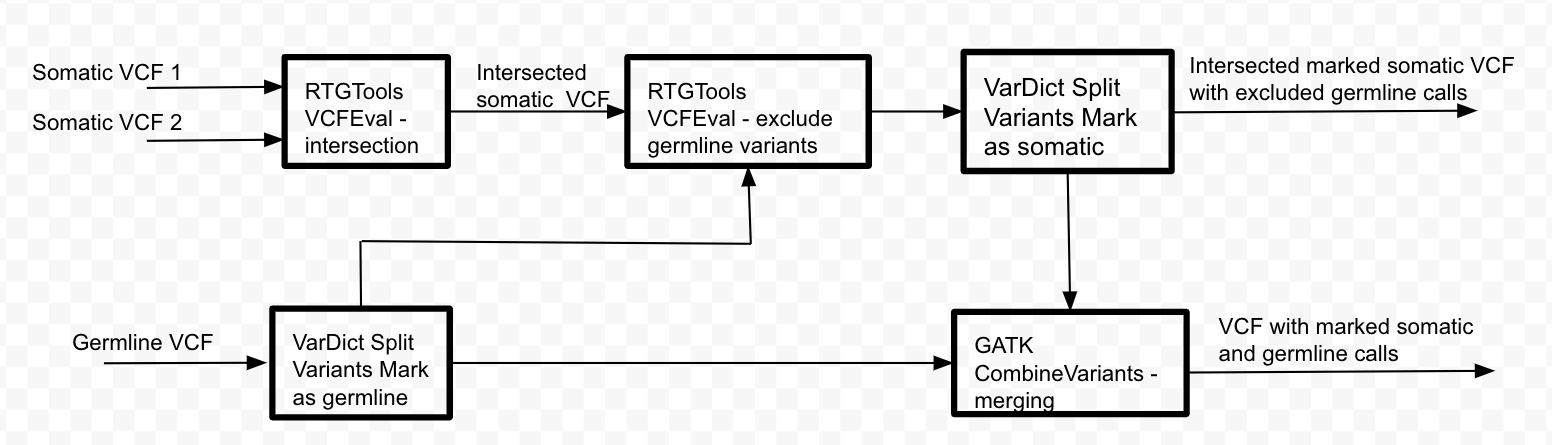 Somatic VCF 1
Somatic VCF 2
RTGTools
VCFEval -
intersection
Intersected
somatic VCF
RTGTools
VCFEval - exclude
germline variants
VarDict Split
Variants Mark
as somatic
Intersected marked somatic VCF
with excluded germline calls
Germline VCF
VarDict Split
Variants Mark
as germline
GATK
CombineVariants -
merging
VCF with marked somatic
and germline calls